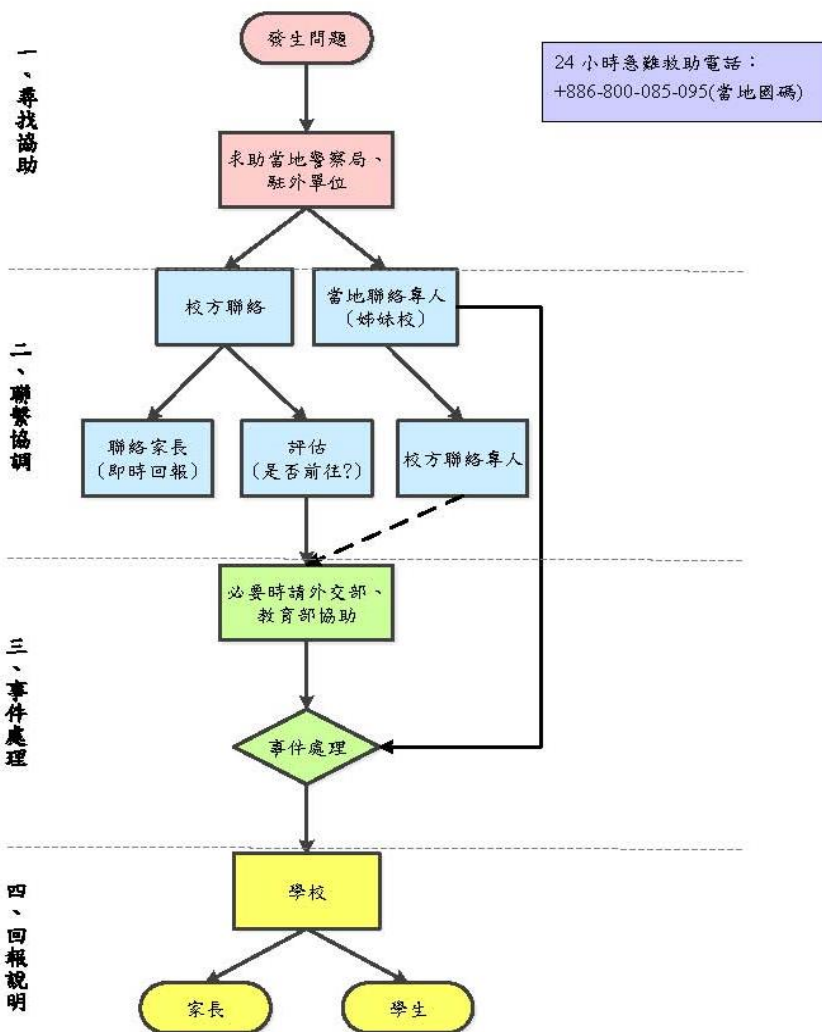 發生問題
24 小時急難救助電話：
+886-800-085-095(當地國碼)
一、尋找協助
求助當地警察局、
駐外單位
校方聯絡
當地聯絡專人
(姊妹校)
二、聯繫協調
聯絡家長
(即時回報)
評估
(是否前往?)
校方聯絡專人
必要時請外交部、
教育部協助
三、事件處理
事件處理
學校
四、回報說明
家長
學生